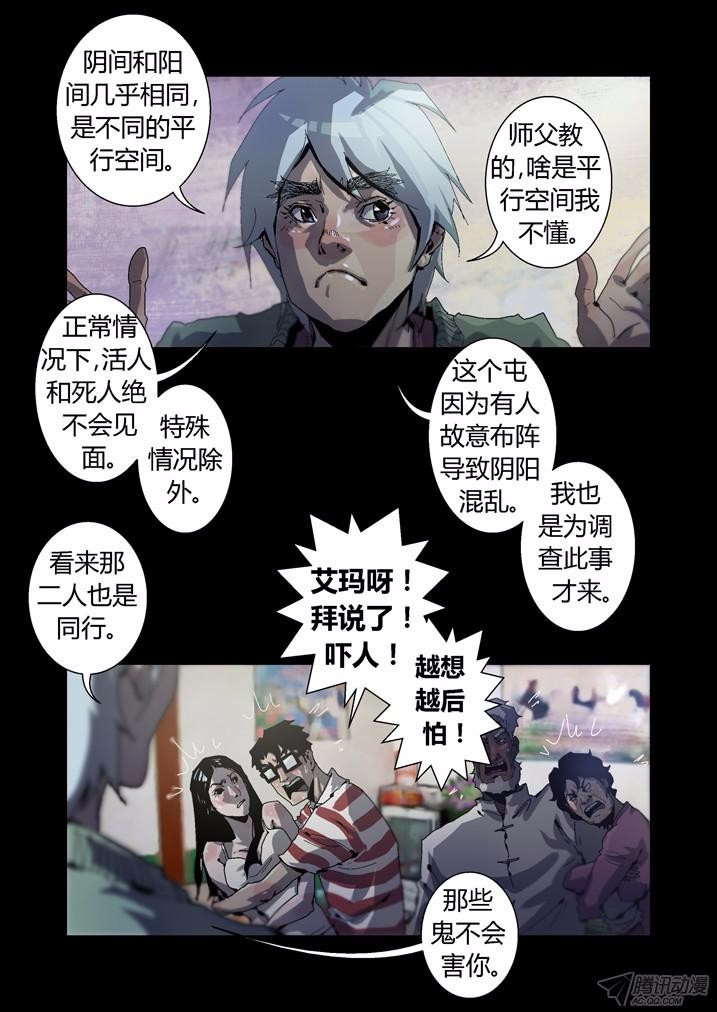 阴间和阳
间几乎相同，
是不同的平
行空间。
师父教
的，啥是平
行空间我
不懂。
正常情
况下，活人
和死人绝
不会见
面。
特殊
情况除
外。
这个屯
因为有人
故意布阵
导致阴阳
混乱。
我也
是为调
查此事
才来。
看来那
二人也是
同行。
艾玛呀！
拜说了！
吓人！
越想
越后
怕！
那些
鬼不会
害你。
腾讯动漫
AC.QQ.COM